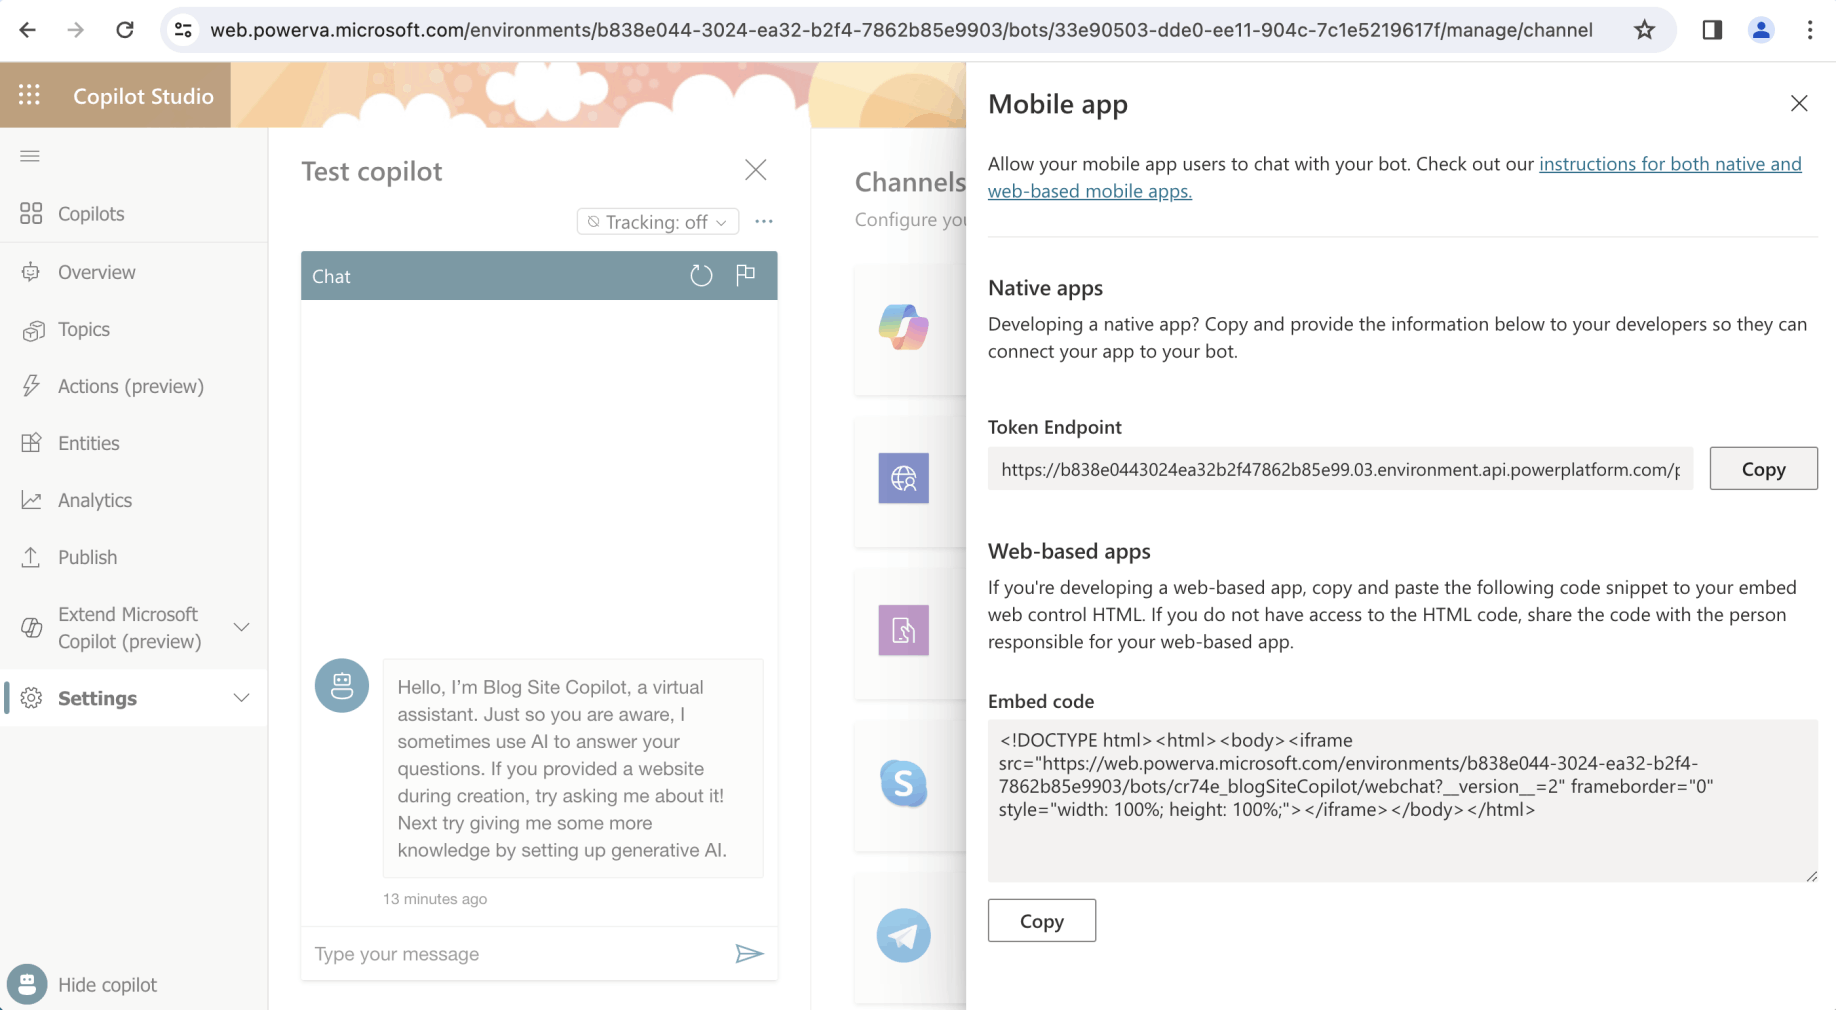 web.powerva.microsoft.com/environments/b838e044-3024-ea32-b2f4-7862b85e9903/bots/33e90503-dde0-ee11-904c-7c1e5219617f/manage/channel
Copilot Studio
Copilots
Overview
Topics
Actions (preview)
Entities
Analytics
Publish
Extend Microsoft
Copilot (preview)
Settings
Hide copilot
Test copilot
Tracking: off
Chat
Hello, I'm Blog Site Copilot, a virtual
assistant. Just so you are aware, I
sometimes use AI to answer your
questions. If you provided a website
during creation, try asking me about it!
Next try giving me some more
knowledge by setting up generative AI.
13 minutes ago
Type your message
Channels
Configure
Mobile app
Allow your mobile app users to chat with your bot. Check out our instructions for both native and
web-based mobile apps.
Native apps
Developing a native app? Copy and provide the information below to your developers so they can
connect your app to your bot.
Token Endpoint
https://b838e0443024ea32b2f47862b85e99.03.environment.api.powerplatform.com/p
Copy
Web-based apps
If you're developing a web-based app, copy and paste the following code snippet to your embed
web control HTML. If you do not have access to the HTML code, share the code with the person
responsible for your web-based app.
Embed code
<!DOCTYPE html><html><body><iframe
src="https://web.powerva.microsoft.com/environments/b838e044-3024-ea32-b2f4-
7862b85e9903/bots/cr74e_blogSiteCopilot/webchat?__version__=2" frameborder="0"
style="width: 100%; height: 100%;"></iframe></body></html>
Copy